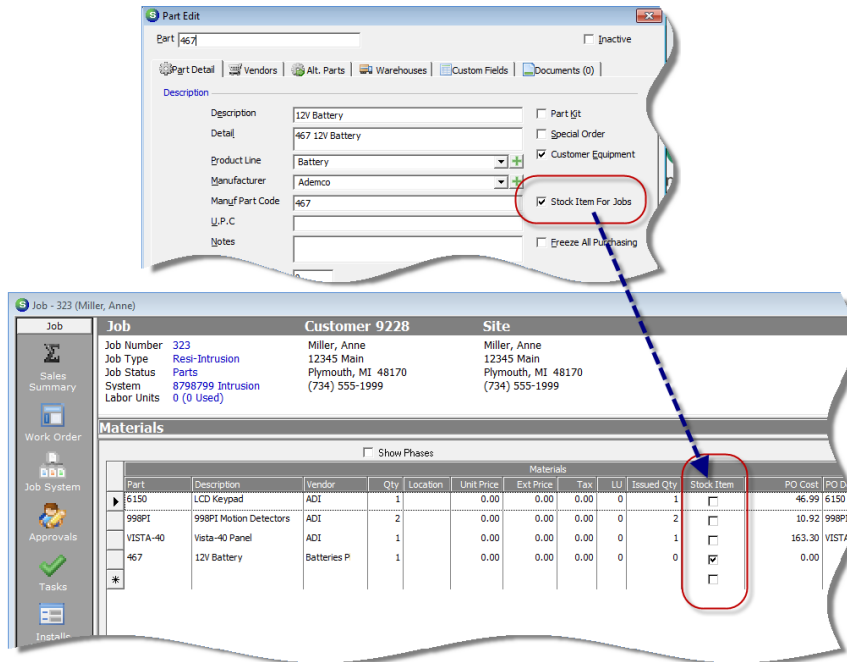 Part Edit
Part 467 Inactive
Part Detail Vendors Alt. Parts Warehouses Custom Fields Documents (0)
Description
Description 12V Battery Part Kit
Detail 467 12V Battery Special Order
Product Line Battery Customer Equipment
Manufacturer Ademco
Manuf Part Code 467 Stock Item For Jobs
U.P.C
Notes Freeze All Purchasing
Job - 323 (Miller, Anne)
Job Job Customer 9228 Site
Job Number 323 Miller, Anne Miller, Anne
Job Type Resi-Intrusion 12345 Main 12345 Main
Job Status Parts Plymouth, MI 48170 Plymouth, MI 48170
System 8798799 Intrusion (734) 555-1999 (734) 555-1999
Labor Units 0 (0 Used)
Sales
Summary
Materials
Work Order
Show Phases
Materials
Part Description Vendor Qty Location Unit Price Ext Price Tax LU Issued Qty Stock Item PO Cost PO D
6150 LCD Keypad ADI 1 0.00 0.00 0.00 0 1 46.99 6150
Job System
998PI 998PI Motion Detectors ADI 2 0.00 0.00 0.00 0 2 10.92 998P
VISTA-40 Vista-40 Panel ADI 1 0.00 0.00 0.00 0 1 163.30 VISTA
Approvals
467 12V Battery Batteries P 1 0.00 0.00 0.00 0 0 0.00
Tasks
Installs